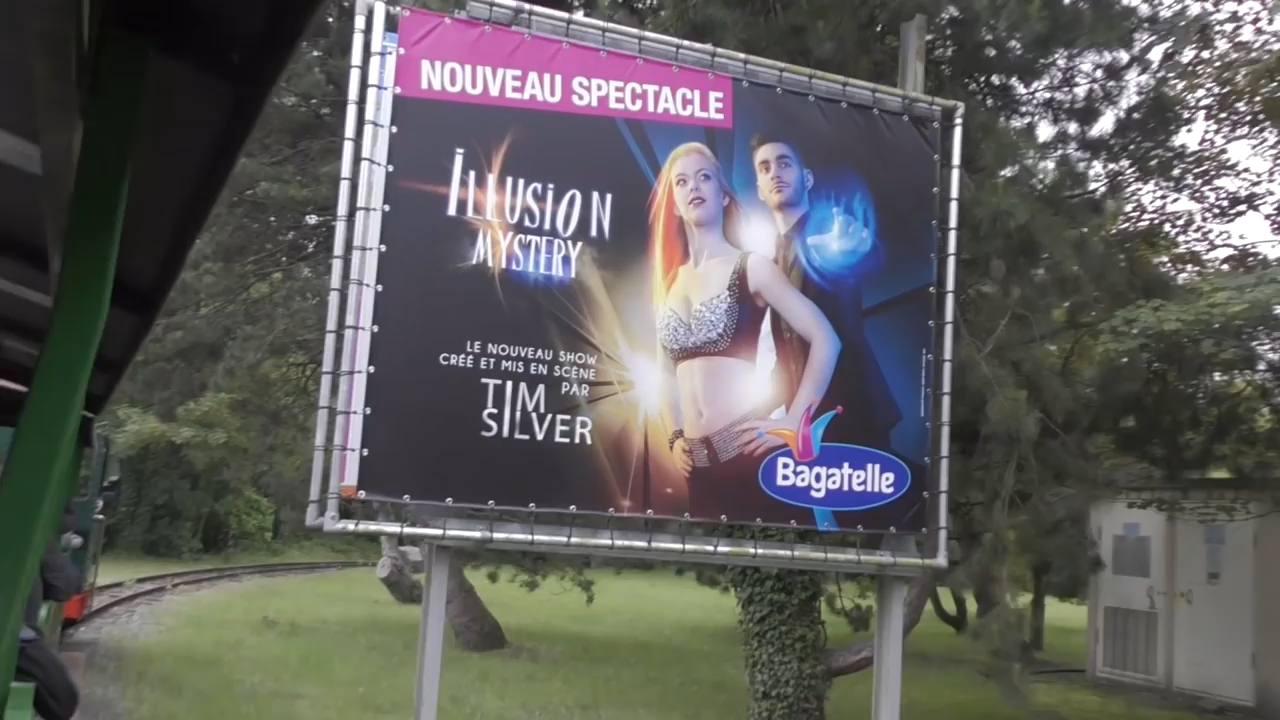 NOUVEAU SPECTACLE
ILLUSION
MYSTERY
LE NOUVEAU SHOW
CRÉÉ ET MIS EN SCÈNE
PAR
TIM
SILVER
Bagatelle